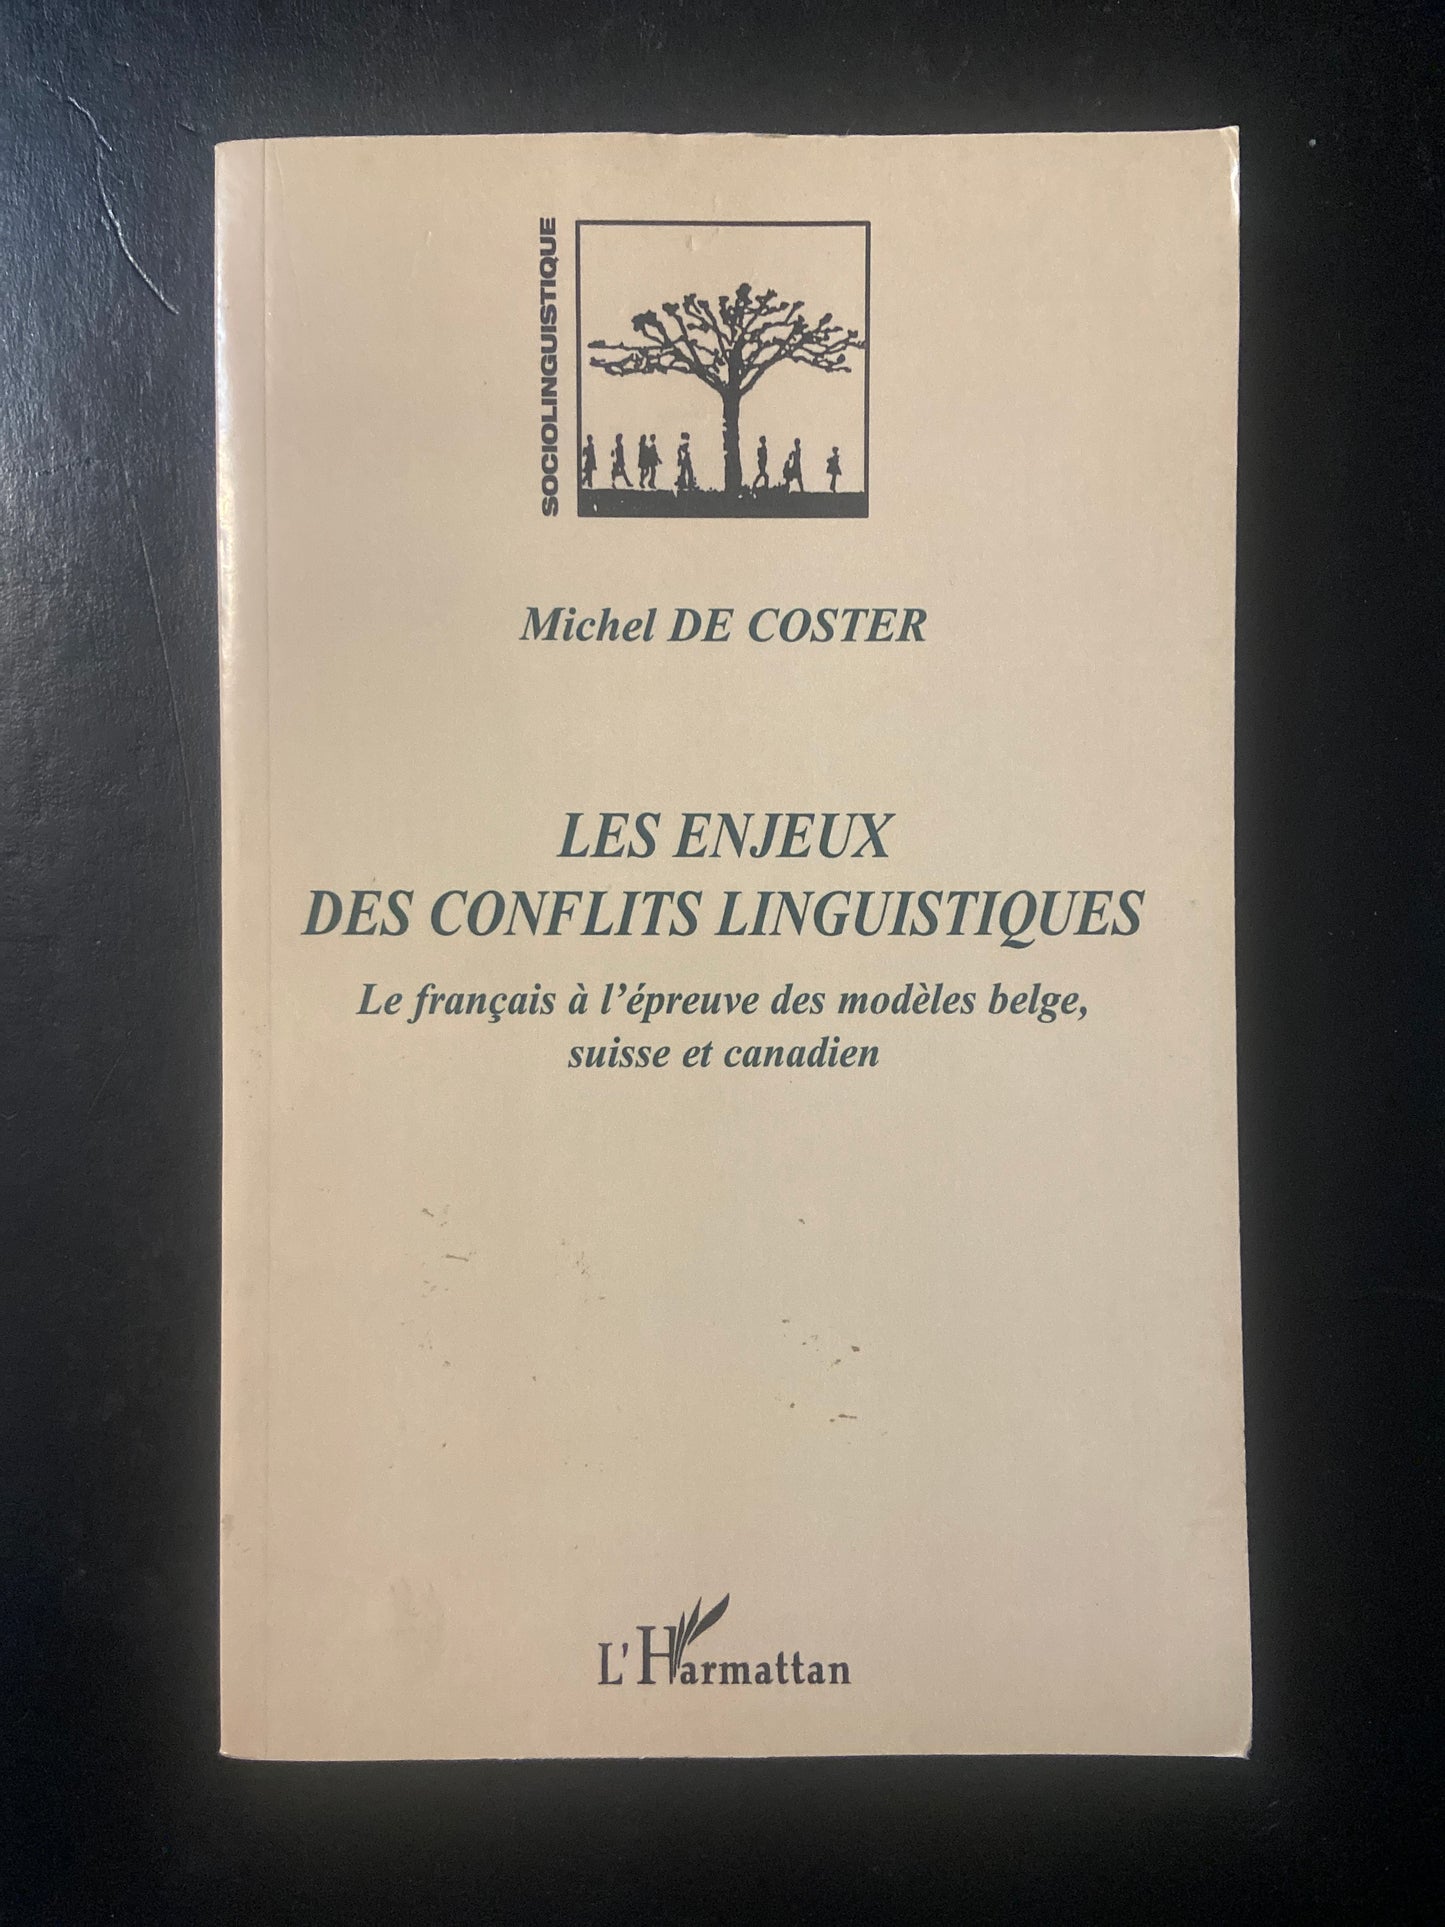 SOCIOLINGUISTIQUE
Michel DE COSTER
LES ENJEUX
DES CONFLITS LINGUISTIQUES
Le français à l’épreuve des modèles belge,
suisse et canadien
L'Harmattan